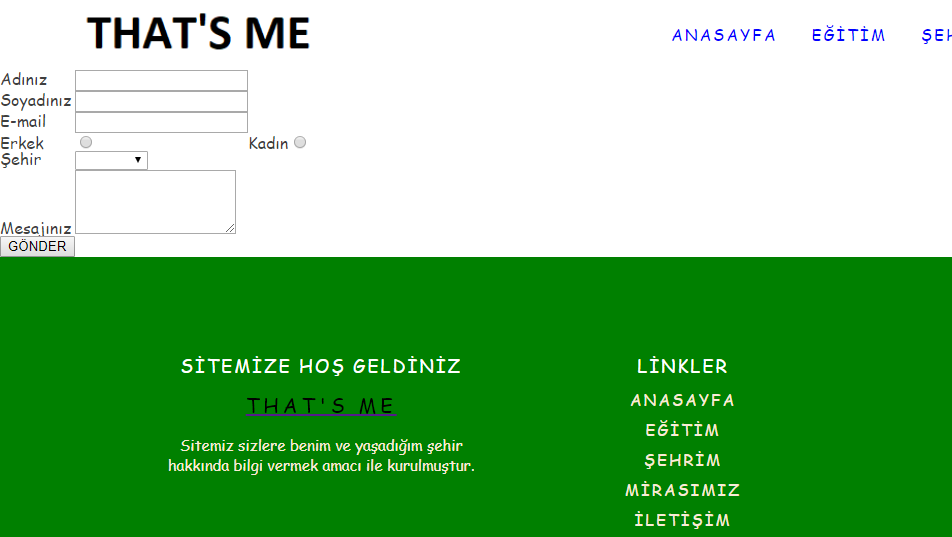 THAT'S ME
ANASAYFA EĞİTİM ŞEH
Adınız
Soyadınız
E-mail
Erkek Kadın
Şehir
Mesajınız
GÖNDER
SİTEMİZE HOŞ GELDİNİZ
THAT'S ME
Sitemiz sizlere benim ve yaşadığım şehir
hakkında bilgi vermek amacı ile kurulmuştur.
LİNKLER
ANASAYFA
EĞİTİM
ŞEHRİM
MİRASIMIZ
İLETİŞİM